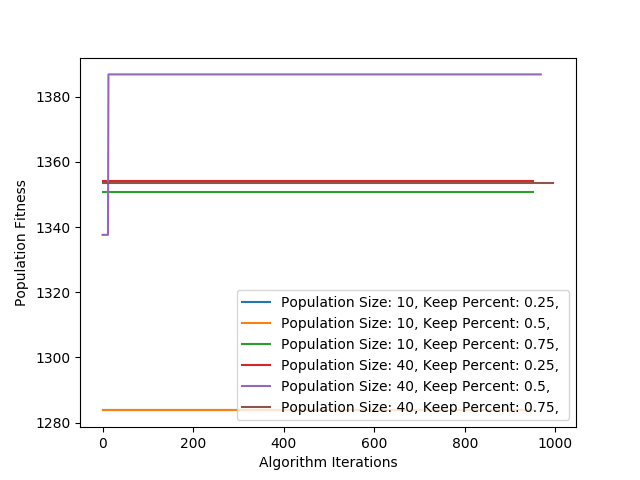 1380
1360
1340
1320
1300
1280
Population Fitness
Population Size: 10, Keep Percent: 0.25,
Population Size: 10, Keep Percent: 0.5,
Population Size: 10, Keep Percent: 0.75,
Population Size: 40, Keep Percent: 0.25,
Population Size: 40, Keep Percent: 0.5,
Population Size: 40, Keep Percent: 0.75,
0 200 400 600 800 1000
Algorithm Iterations